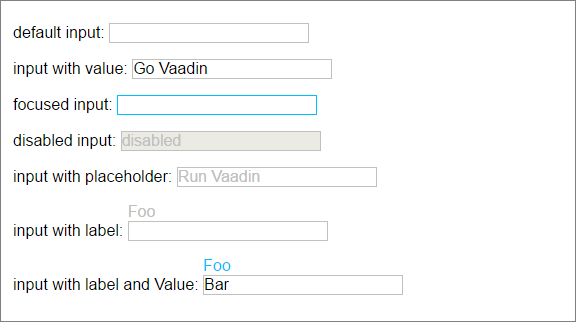 default input:
input with value: Go Vaadin
focused input:
disabled input: disabled
input with placeholder: Run Vaadin
Foo
input with label:
Foo
input with label and Value: Bar